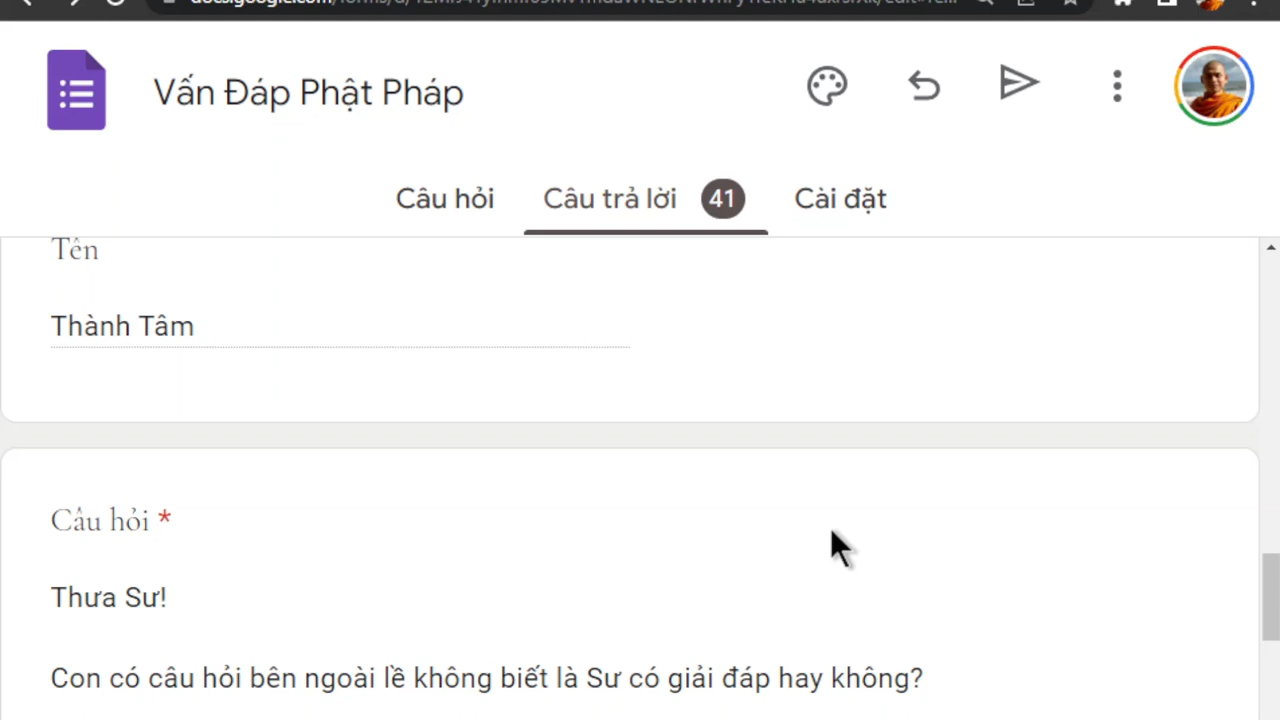 Vấn Đáp Phật Pháp
Câu hỏi
Câu trả lời
41
Cài đặt
Tên
Thành Tâm
Câu hỏi *
Thưa Sư!
Con có câu hỏi bên ngoài lề không biết là Sư có giải đáp hay không?